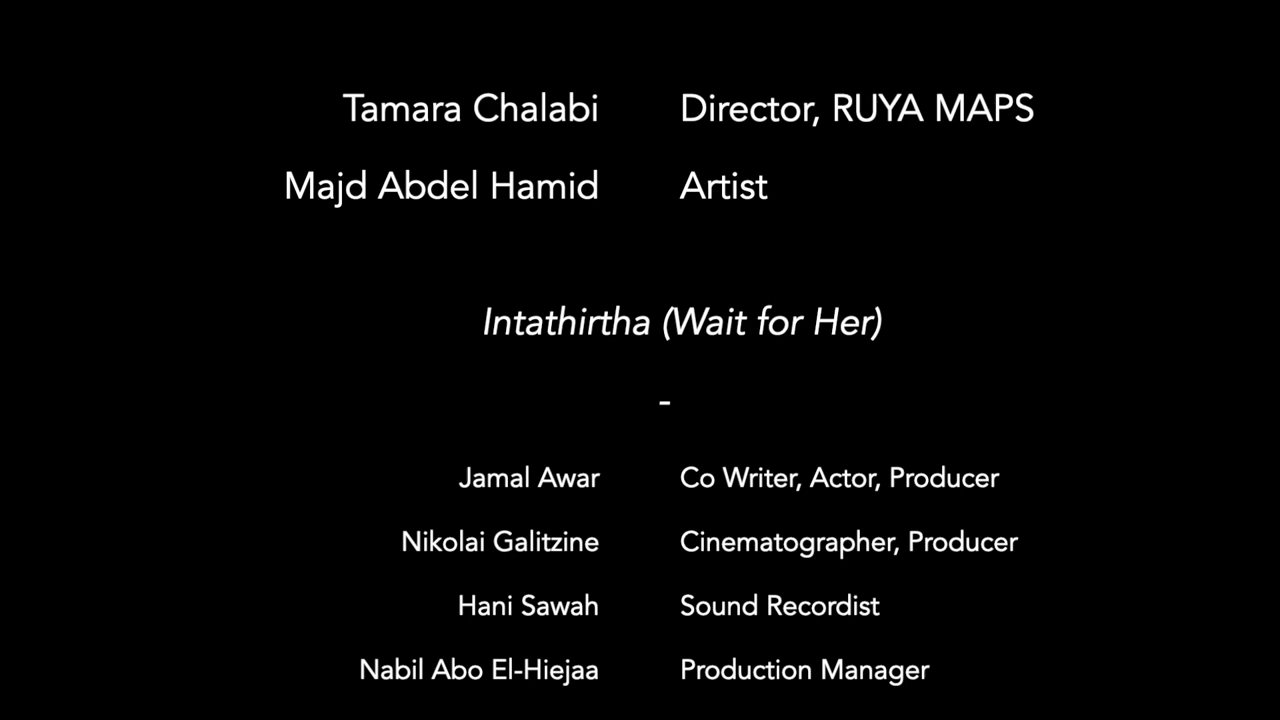 Tamara Chalabi Director, RUYA MAPS
Majd Abdel Hamid Artist
Intathirtha (Wait for Her)
-
Jamal Awar Co Writer, Actor, Producer
Nikolai Galitzine Cinematographer, Producer
Hani Sawah Sound Recordist
Nabil Abo El-Hiejaa Production Manager